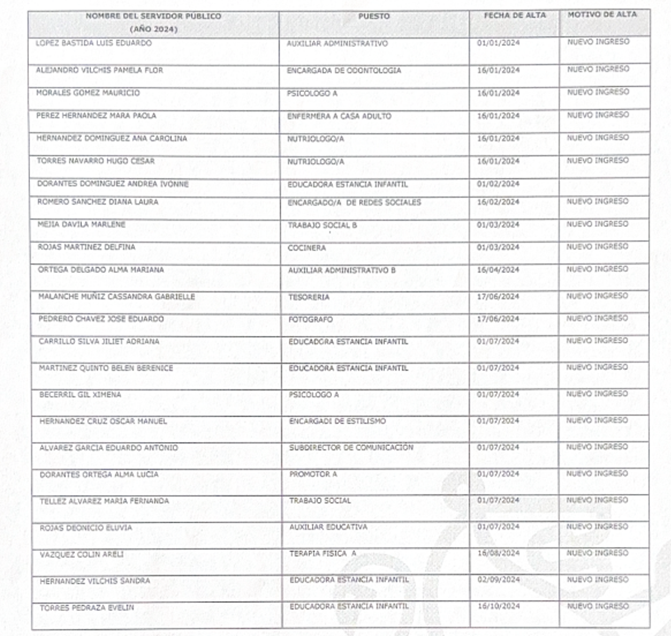 NOMBRE DEL SERVIDOR PÚBLICO PUESTO FECHA DE ALTA MOTIVO DE ALTA
(AÑO 2024)
LOPEZ BASTIDA LUIS EDUARDO AUXILIAR ADMINISTRATIVO 01/01/2024 NUEVO INGRESO
ALEJANDRO VILCHIS PAMELA FLOR ENCARGADA DE ODONTOLOGIA 16/01/2024 NUEVO INGRESO
MORALES GOMEZ MAURICIO PSICOLOGO A 16/01/2024 NUEVO INGRESO
PEREZ HERNANDEZ MARA PAOLA ENFERMERA A CASA ADULTO 16/01/2024 NUEVO INGRESO
HERNANDEZ DOMINGUEZ ANA CAROLINA NUTRIOLOGO/A 16/01/2024 NUEVO INGRESO
TORRES NAVARRO HUGO CESAR NUTRIOLOGO/A 16/01/2024 NUEVO INGRESO
DORANTES DOMINGUEZ ANDREA IVONNE EDUCADORA ESTANCIA INFANTIL 01/02/2024
ROMERO SANCHEZ DIANA LAURA ENCARGADO/A DE REDES SOCIALES 16/02/2024 NUEVO INGRESO
MEJIA DAVILA MARLENE TRABAJO SOCIAL B 01/03/2024 NUEVO INGRESO
ROJAS MARTINEZ DELFINA COCINERA 01/03/2024 NUEVO INGRESO
ORTEGA DELGADO ALMA MARIANA AUXILIAR ADMINISTRATIVO B 16/04/2024 NUEVO INGRESO
MALANCHE MUÑIZ CASSANDRA GABRIELLE TESORERIA 17/06/2024 NUEVO INGRESO
PEDRERO CHAVEZ JOSE EDUARDO FOTOGRAFO 17/06/2024 NUEVO INGRESO
CARRILLO SILVA JILIET ADRIANA EDUCADORA ESTANCIA INFANTIL 01/07/2024 NUEVO INGRESO
MARTINEZ QUINTO BELEN BERENICE EDUCADORA ESTANCIA INFANTIL 01/07/2024 NUEVO INGRESO
BECERRIL GIL XIMENA PSICOLOGO A 01/07/2024 NUEVO INGRESO
HERNANDEZ CRUZ OSCAR MANUEL ENCARGADI DE ESTILISMO 01/07/2024 NUEVO INGRESO
ALVAREZ GARCIA EDUARDO ANTONIO SUBDIRECTOR DE COMUNICACIÓN 01/07/2024 NUEVO INGRESO
DORANTES ORTEGA ALMA LUCIA PROMOTOR A 01/07/2024 NUEVO INGRESO
TELLEZ ALVAREZ MARIA FERNANDA TRABAJO SOCIAL 01/07/2024 NUEVO INGRESO
ROJAS DEONICIO ELUVIA AUXILIAR EDUCATIVA 01/07/2024 NUEVO INGRESO
VAZQUEZ COLIN ARELI TERAPIA FISICA A 16/08/2024 NUEVO INGRESO
HERNANDEZ VILCHIS SANDRA EDUCADORA ESTANCIA INFANTIL 02/09/2024 NUEVO INGRESO
TORRES PEDRAZA EVELIN EDUCADORA ESTANCIA INFANTIL 16/10/2024 NUEVO INGRESO